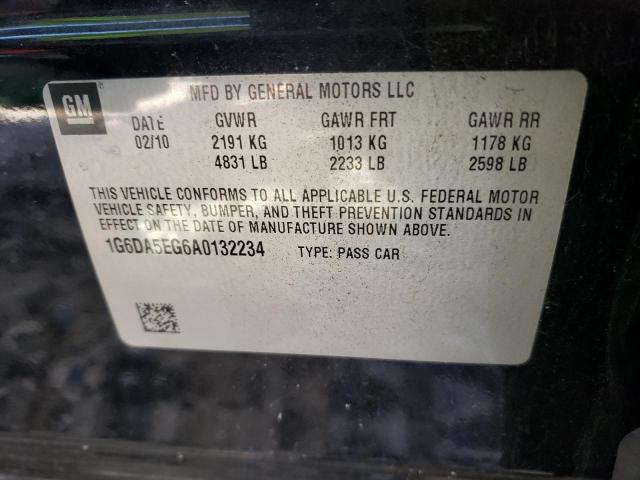 GM
MFD BY GENERAL MOTORS LLC
DATE GVWR GAWR FRT GAWR RR
02/10 2191 KG 1013 KG 1178 KG
4831 LB 2233 LB 2598 LB
THIS VEHICLE CONFORMS TO ALL APPLICABLE U.S. FEDERAL MOTOR
VEHICLE SAFETY, BUMPER, AND THEFT PREVENTION STANDARDS IN
EFFECT ON THE DATE OF MANUFACTURE SHOWN ABOVE.
1G6DA5EG6A0132234 TYPE: PASS CAR